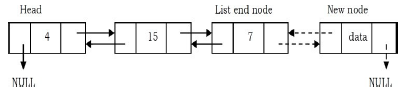 Head List end node New node
4 15 7 data
NULL NULL